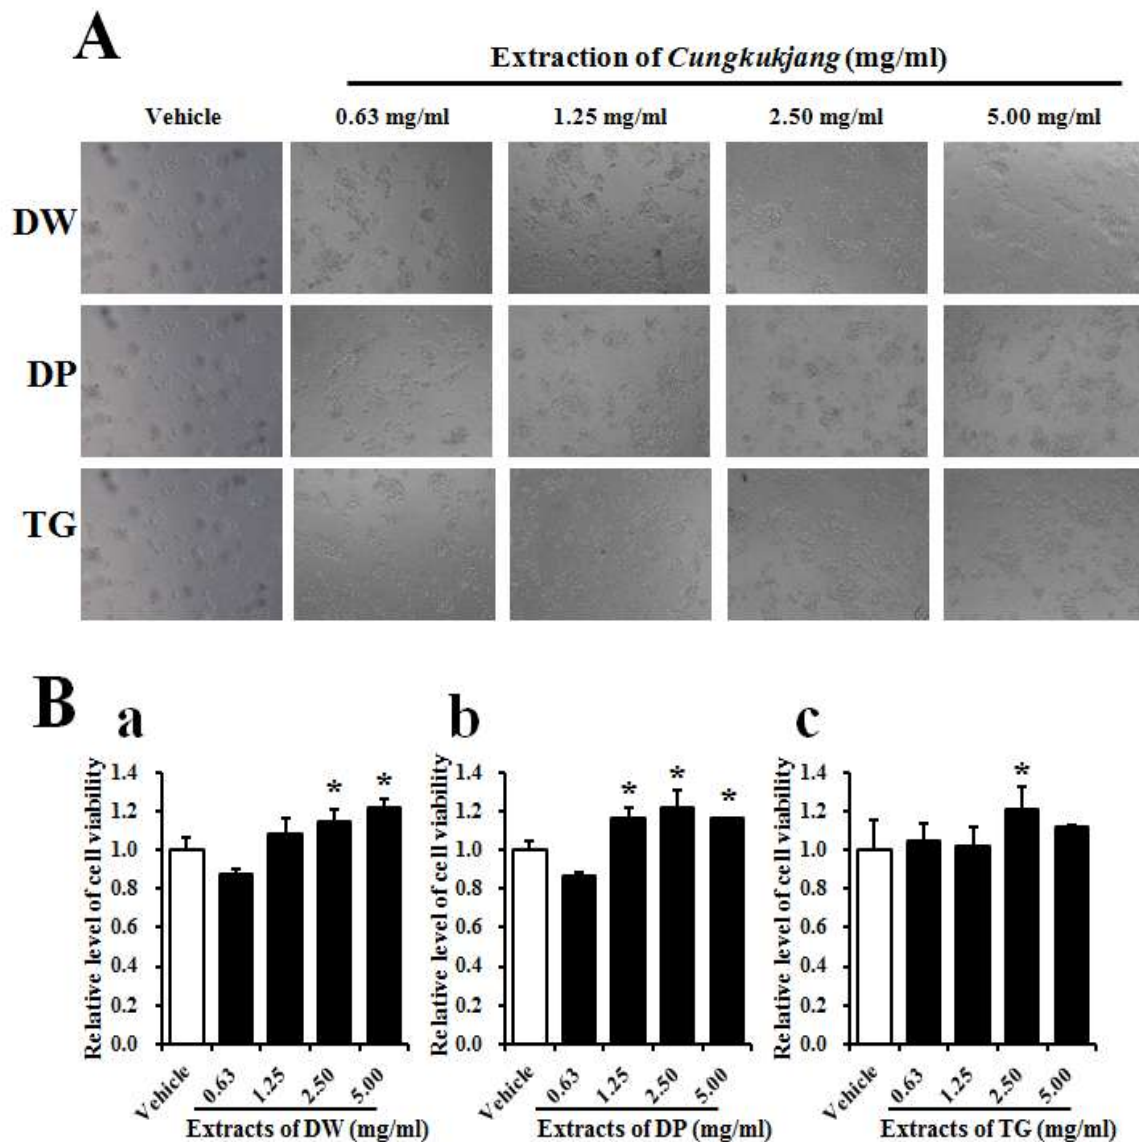 A
Extraction of Cungkukjang (mg/ml)
Vehicle 0.63 mg/ml 1.25 mg/ml 2.50 mg/ml 5.00 mg/ml
DW
DP
TG
B
a
Relative level of cell viability
1.4
1.2
1.0
0.8
0.6
0.4
0.2
0.0
* *
Vehicle 0.63 1.25 2.50 5.00
Extracts of DW (mg/ml)
b
Relative level of cell viability
1.4
1.2
1.0
0.8
0.6
0.4
0.2
0.0
* * *
Vehicle 0.63 1.25 2.50 5.00
Extracts of DP (mg/ml)
c
Relative level of cell viability
1.4
1.2
1.0
0.8
0.6
0.4
0.2
0.0
*
Vehicle 0.63 1.25 2.50 5.00
Extracts of TG (mg/ml)